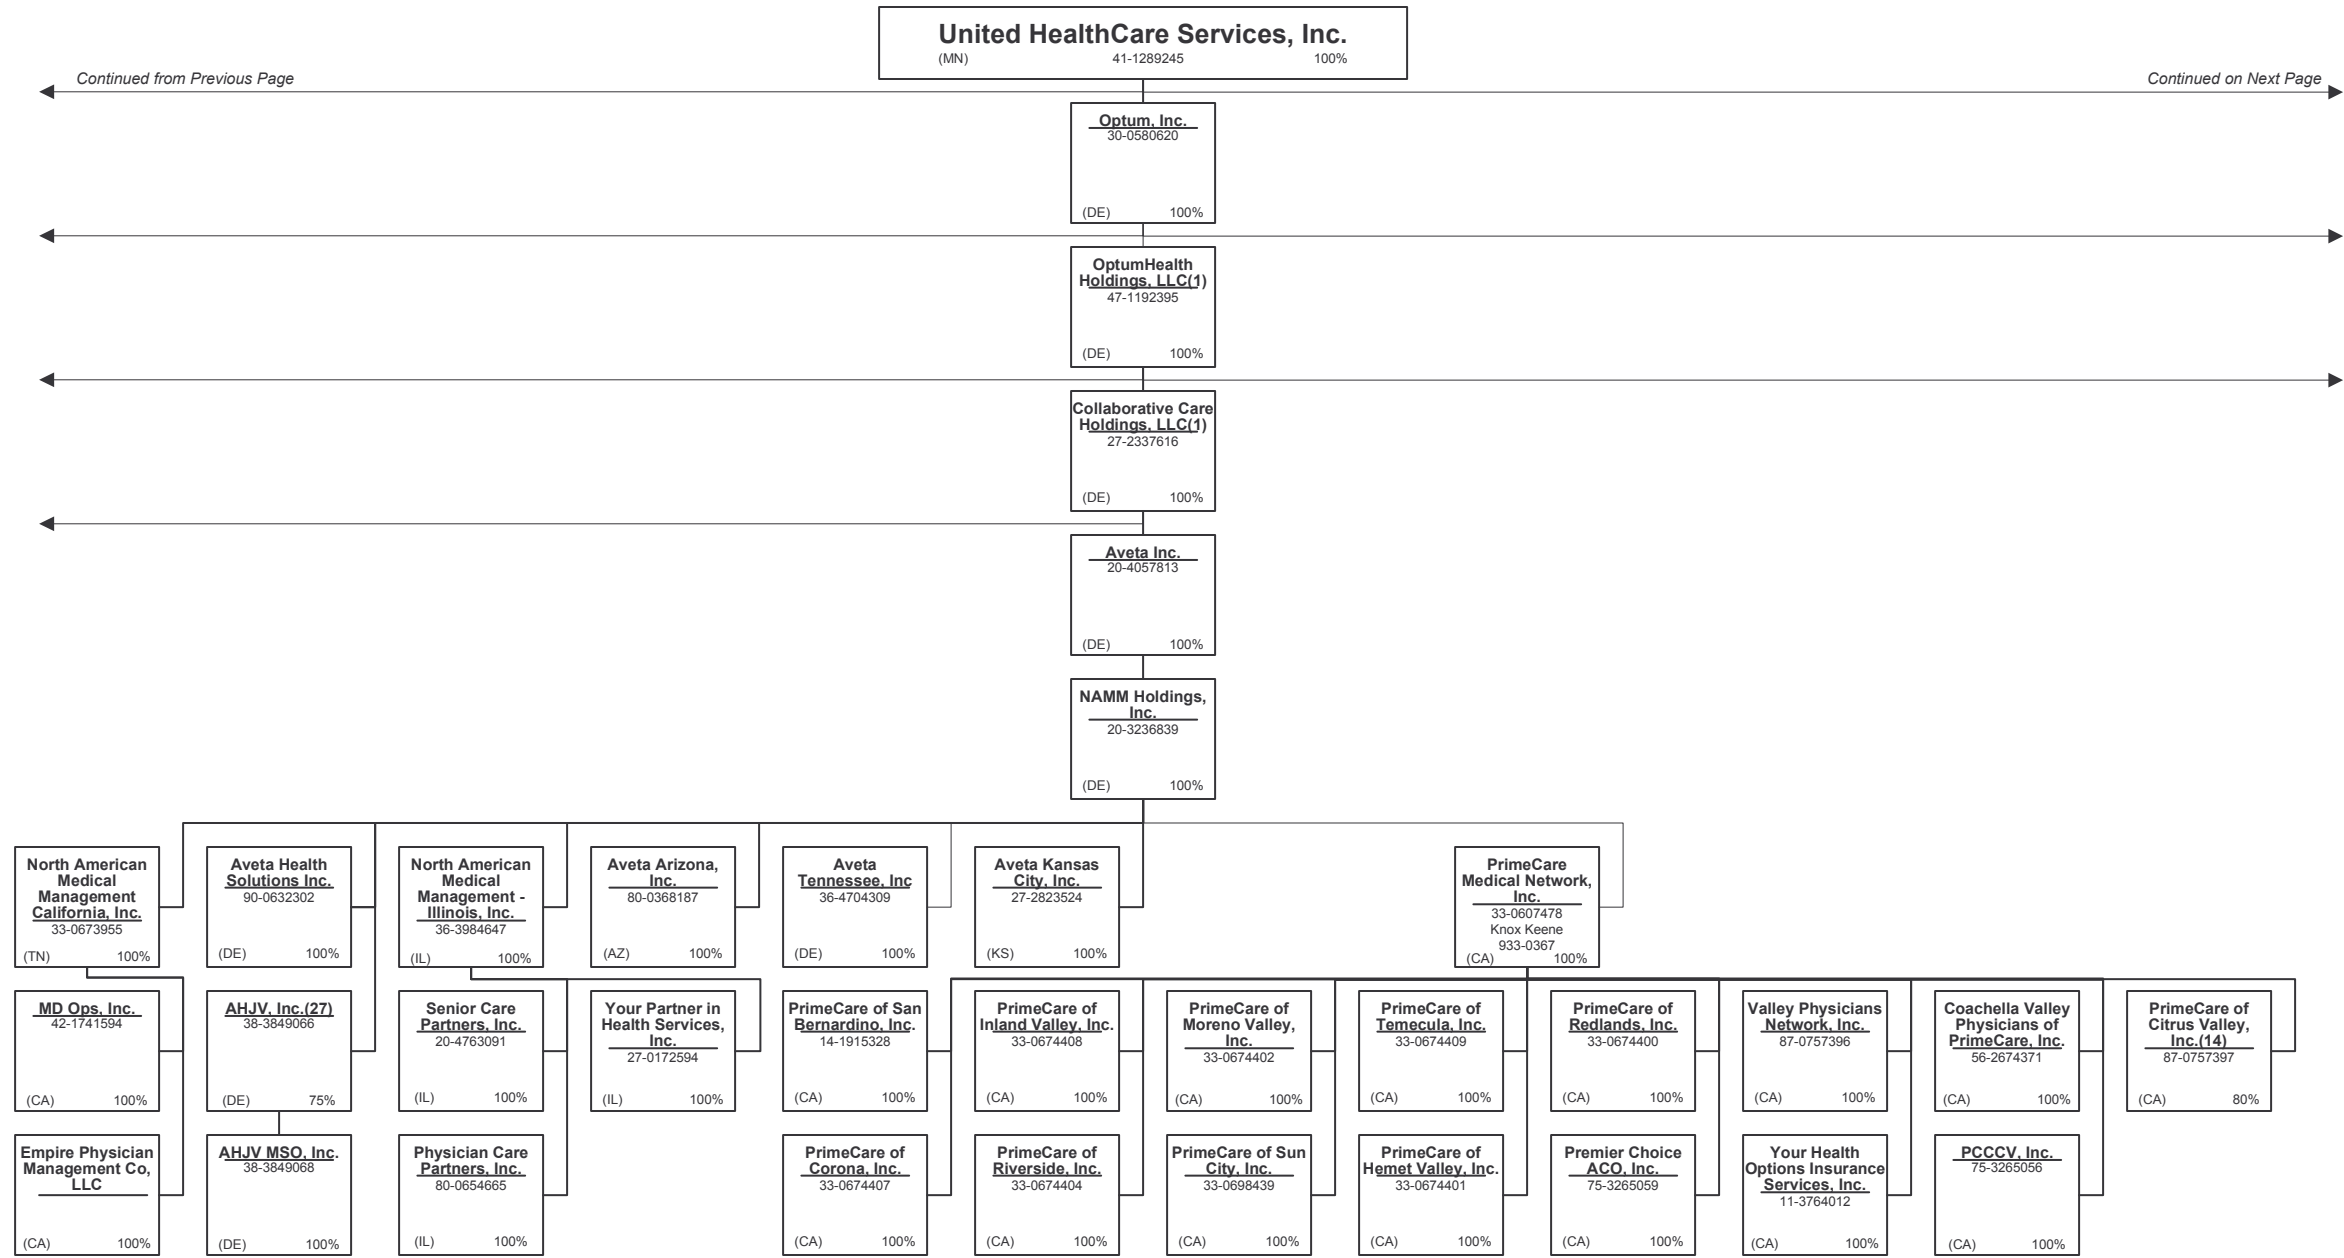 United HealthCare Services, Inc.
(MN) 41-1289245 100%
Continued from Previous Page
Continued on Next Page
Optum, Inc.
30-0580620
(DE) 100%
OptumHealth
Holdings, LLC(1)
47-1192395
(DE) 100%
Collaborative Care
Holdings, LLC(1)
27-2337616
(DE) 100%
Aveta Inc.
20-4057813
(DE) 100%
NAMM Holdings,
Inc.
20-3236839
(DE) 100%
North American
Medical
Management
California, Inc.
33-0673955
(TN) 100%
Aveta Health
Solutions Inc.
90-0632302
(DE) 100%
North American
Medical
Management -
Illinois, Inc.
36-3984647
(IL) 100%
Aveta Arizona,
Inc.
80-0368187
(AZ) 100%
Aveta
Tennessee, Inc
36-4704309
(DE) 100%
Aveta Kansas
City, Inc.
27-2823524
(KS) 100%
PrimeCare
Medical Network,
Inc.
33-0607478
Knox Keene
933-0367
(CA) 100%
MD Ops, Inc.
42-1741594
(CA) 100%
AHJV, Inc.(27)
38-3849066
(DE) 75%
Senior Care
Partners, Inc.
20-4763091
(IL) 100%
Your Partner in
Health Services,
Inc.
27-0172594
(IL) 100%
PrimeCare of San
Bernardino, Inc.
14-1915328
(CA) 100%
PrimeCare of
Inland Valley, Inc.
33-0674408
(CA) 100%
PrimeCare of
Moreno Valley,
Inc.
33-0674402
(CA) 100%
PrimeCare of
Temecula, Inc.
33-0674409
(CA) 100%
PrimeCare of
Redlands, Inc.
33-0674400
(CA) 100%
Valley Physicians
Network, Inc.
87-0757396
(CA) 100%
Coachella Valley
Physicians of
PrimeCare, Inc.
56-2674371
(CA) 100%
PrimeCare of
Citrus Valley,
Inc.(14)
87-0757397
(CA) 80%
Empire Physician
Management Co,
LLC
(CA) 100%
AHJV MSO, Inc.
38-3849068
(DE) 100%
Physician Care
Partners, Inc.
80-0654665
(IL) 100%
PrimeCare of
Corona, Inc.
33-0674407
(CA) 100%
PrimeCare of
Riverside, Inc.
33-0674404
(CA) 100%
PrimeCare of Sun
City, Inc.
33-0698439
(CA) 100%
PrimeCare of
Hemet Valley, Inc.
33-0674401
(CA) 100%
Premier Choice
ACO, Inc.
75-3265059
(CA) 100%
Your Health
Options Insurance
Services, Inc.
11-3764012
(CA) 100%
PCCCV, Inc.
75-3265056
(CA) 100%